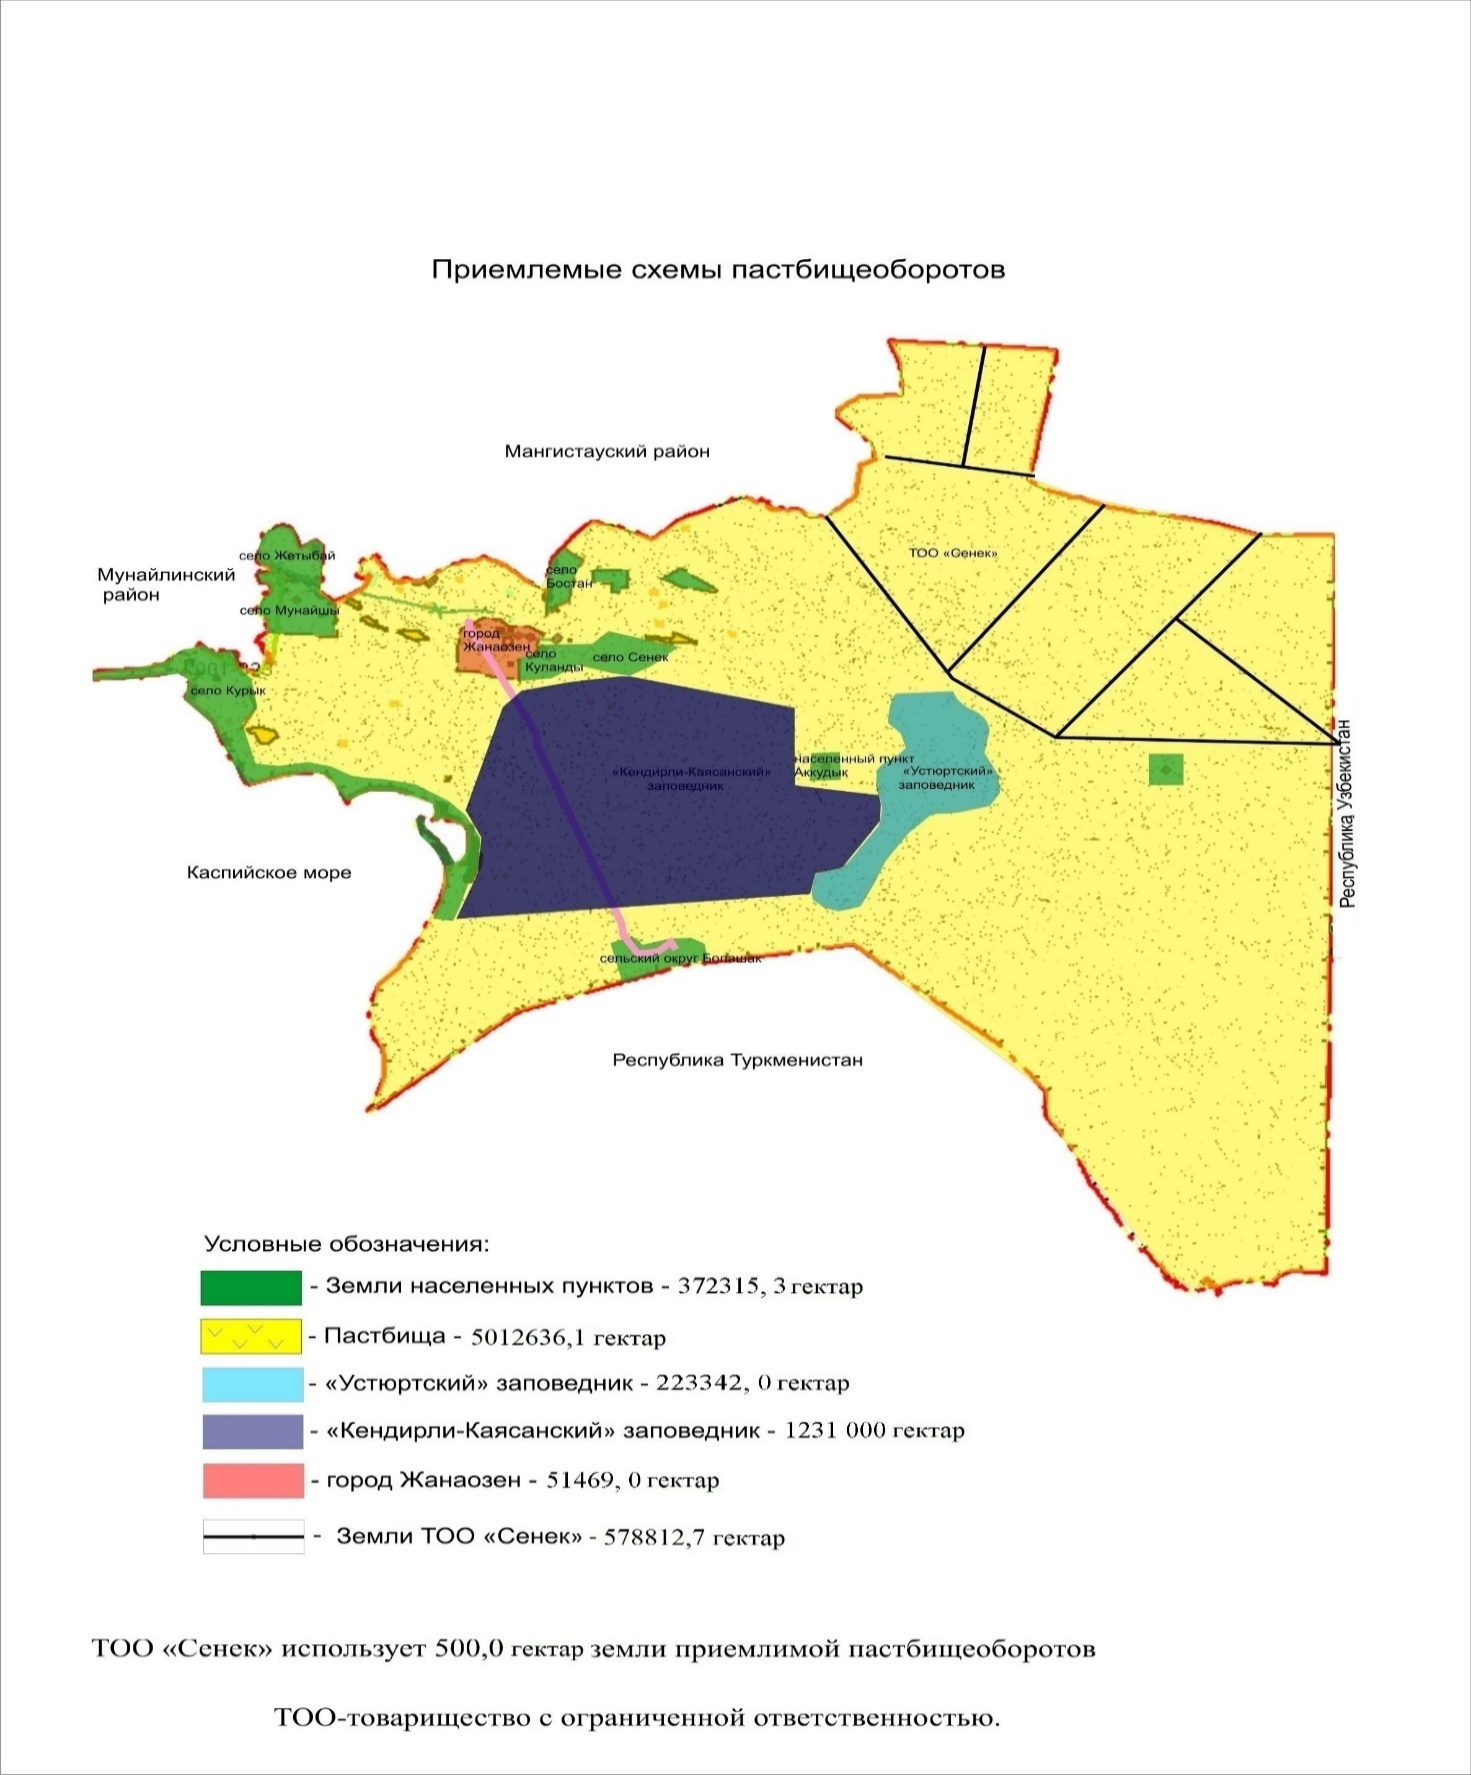 Приемлемые схемы пастбищеоборотов
Мангистауский район
ТОО «Сенек»
село Жетыбай
Мунайлинский
район
село
Бостан
село Мунайшы
город
Жанаозен
село
Куланды
село Сенек
село Курык
Республика Узбекистан
населенный пункт
Аккудык
«Кендирли-Каясанский»
заповедник
«Устюртский»
заповедник
Каспийское море
сельский округ Болашак
Республика Туркменистан
Условные обозначения:
- Земли населенных пунктов - 372315, 3 гектар
- Пастбища - 5012636,1 гектар
- «Устюртский» заповедник - 223342, 0 гектар
- «Кендирли-Каясанский» заповедник - 1231 000 гектар
- город Жанаозен - 51469, 0 гектар
- Земли ТОО «Сенек» - 578812,7 гектар
ТОО «Сенек» использует 500,0 гектар земли приемлимой пастбищеоборотов
ТОО-товарищество с ограниченной ответственностью.